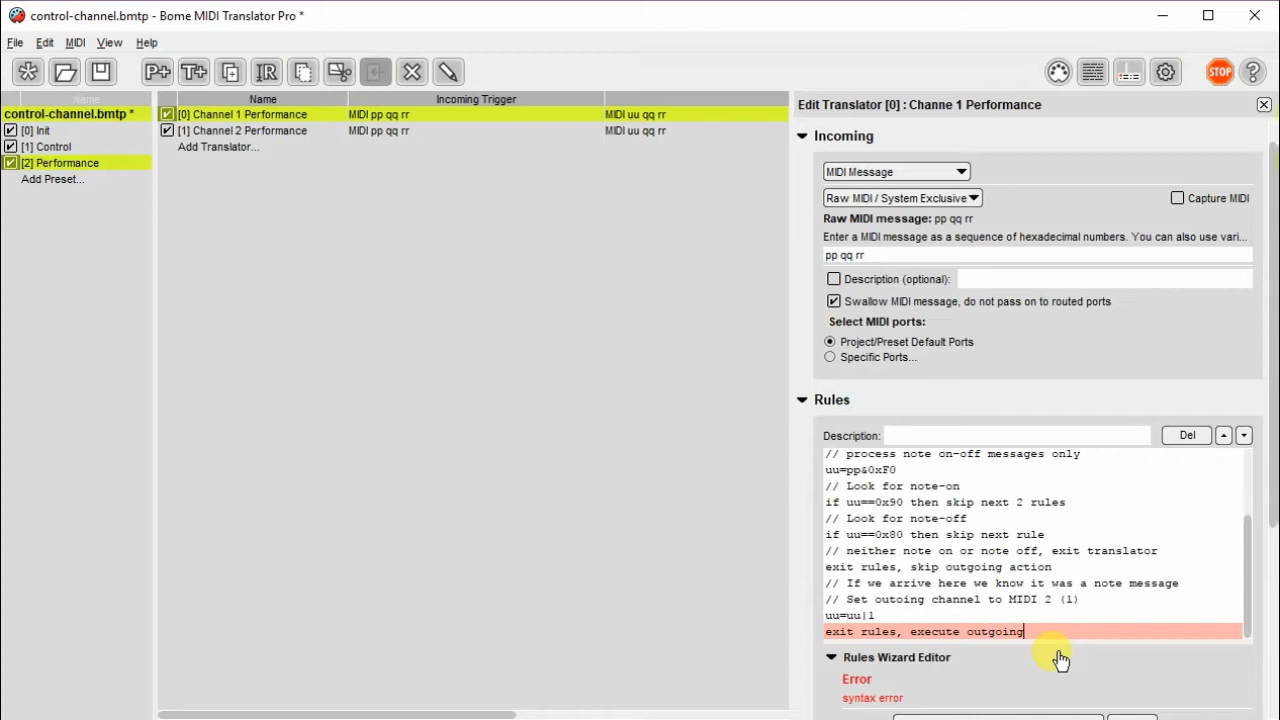 control-channel.bmtp - Bome MIDI Translator Pro *
File Edit MIDI View Help
P+ T+ IR STOP ?
Name Name Incoming Trigger
control-channel.bmtp *
[0] Init
[1] Control
[2] Performance
Add Preset...
[0] Channel 1 Performance MIDI pp qq rr MIDI uu qq rr
[1] Channel 2 Performance MIDI pp qq rr MIDI uu qq rr
Add Translator...
Edit Translator [0] : Channe 1 Performance
Incoming
MIDI Message
Raw MIDI / System Exclusive Capture MIDI
Raw MIDI message: pp qq rr
Enter a MIDI message as a sequence of hexadecimal numbers. You can also use vari...
pp qq rr
Description (optional):
Swallow MIDI message, do not pass on to routed ports
Select MIDI ports:
Project/Preset Default Ports
Specific Ports...
Rules
Description: Del
// process note on-off messages only
uu=pp&0xF0
// Look for note-on
if uu==0x90 then skip next 2 rules
// Look for note-off
if uu==0x80 then skip next rule
// neither note on or note off, exit translator
exit rules, skip outgoing action
// If we arrive here we know it was a note message
// Set outoing channel to MIDI 2 (1)
uu=uu|1
exit rules, execute outgoing
Rules Wizard Editor
Error
syntax error